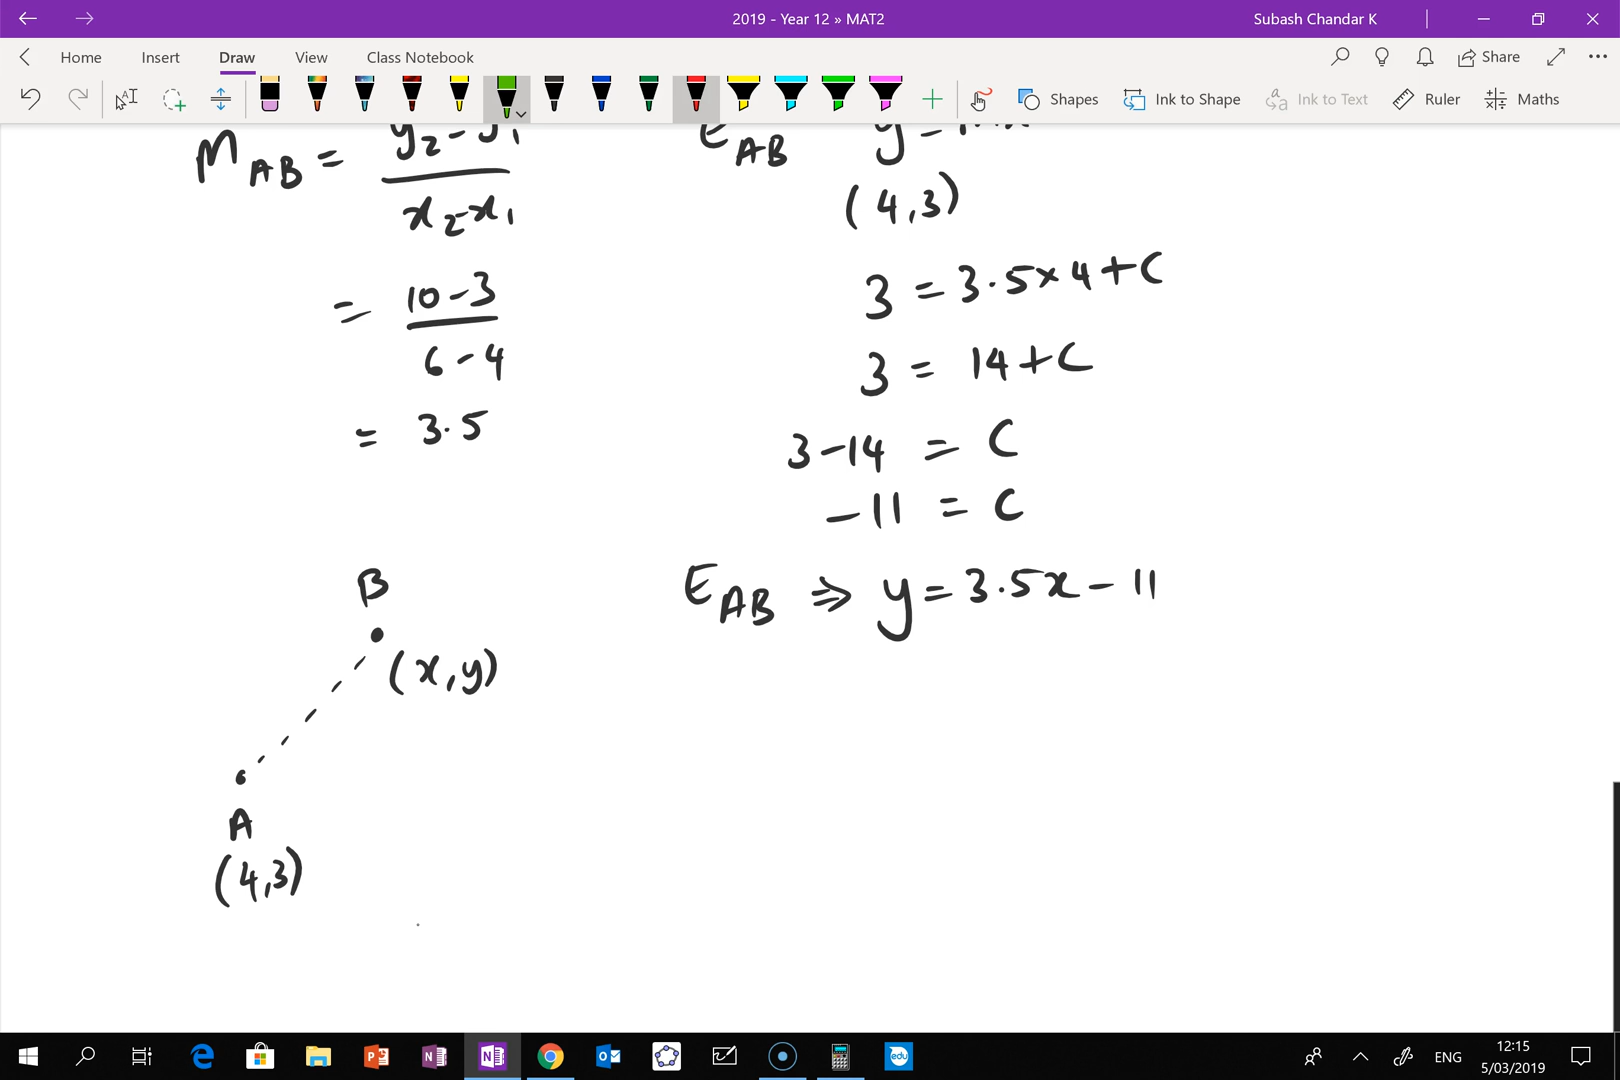 2019 - Year 12 » MAT2
Subash Chandar K
Home Insert Draw View Class Notebook
Share
Shapes Ink to Shape Ink to Text Ruler Maths
M_AB = y₂-y₁ / x₂-x₁
= 10-3 / 6-4
= 3.5
E_AB
(4,3)
3 = 3.5×4+C
3 = 14+C
3-14 = C
-11 = C
E_AB ⇒ y=3.5x-11
B
(x,y)
A
(4,3)
ENG
12:15
5/03/2019